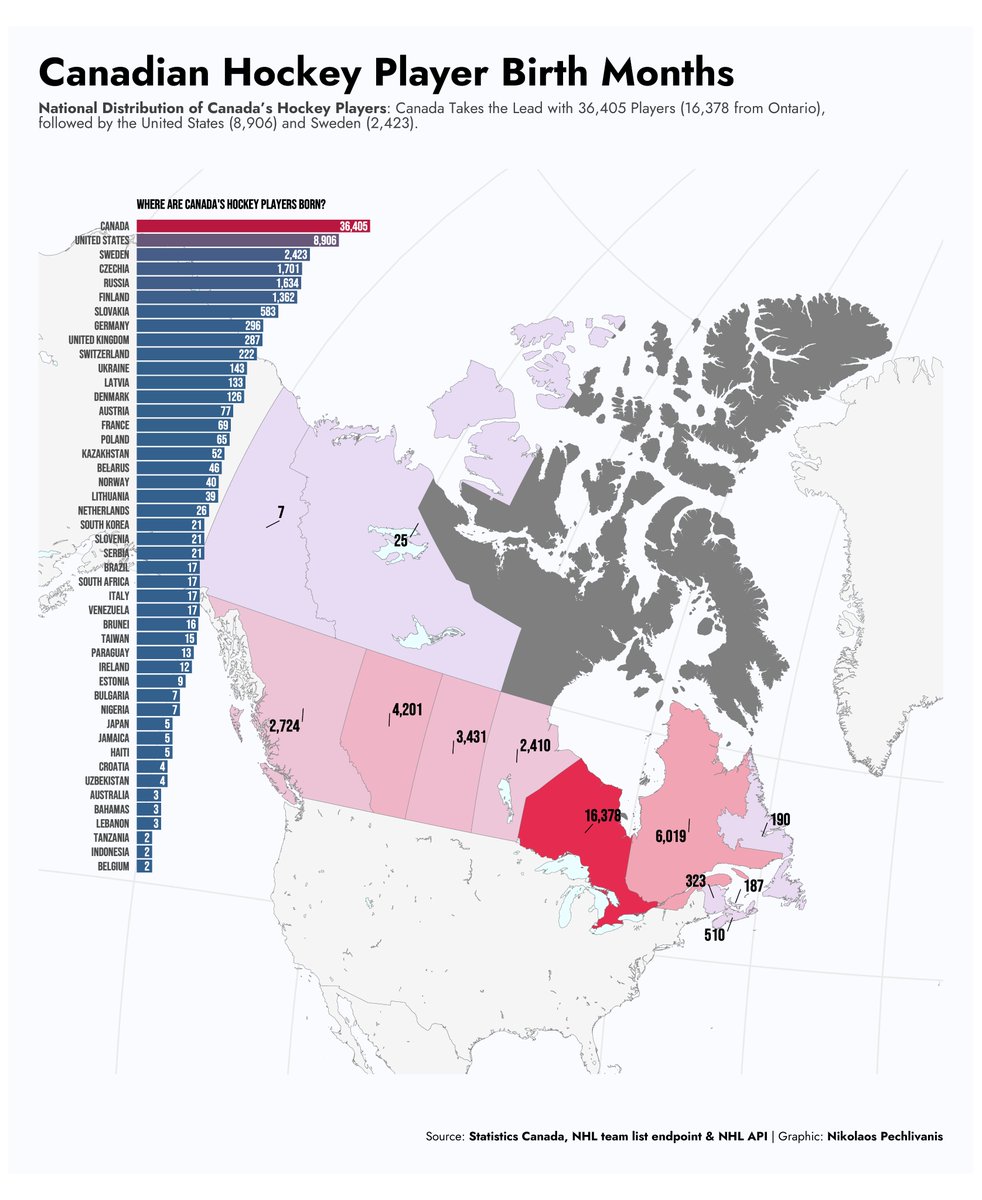 Canadian Hockey Player Birth Months
National Distribution of Canada's Hockey Players: Canada Takes the Lead with 36,405 Players (16,378 from Ontario),
followed by the United States (8,906) and Sweden (2,423).
WHERE ARE CANADA'S HOCKEY PLAYERS BORN?
CANADA 36,405
UNITED STATES 8,906
SWEDEN 2,423
CZECHIA 1,701
RUSSIA 1,634
FINLAND 1,362
SLOVAKIA 583
GERMANY 296
UNITED KINGDOM 287
SWITZERLAND 222
UKRAINE 143
LATVIA 133
DENMARK 126
AUSTRIA 77
FRANCE 69
POLAND 65
KAZAKHSTAN 52
BELARUS 46
NORWAY 40
LITHUANIA 39
NETHERLANDS 26
SOUTH KOREA 21
SLOVENIA 21
SERBIA 21
BRAZIL 17
SOUTH AFRICA 17
ITALY 17
VENEZUELA 17
BRUNEI 16
TAIWAN 15
PARAGUAY 13
IRELAND 12
ESTONIA 9
BULGARIA 7
NIGERIA 7
JAPAN 5
JAMAICA 5
HAITI 5
CROATIA 4
UZBEKISTAN 4
AUSTRALIA 3
BAHAMAS 3
LEBANON 3
TANZANIA 2
INDONESIA 2
BELGIUM 2
7
25
2,724
4,201
3,431
2,410
16,378
6,019
190
323
187
510
Source: Statistics Canada, NHL team list endpoint & NHL API | Graphic: Nikolaos Pechlivanis